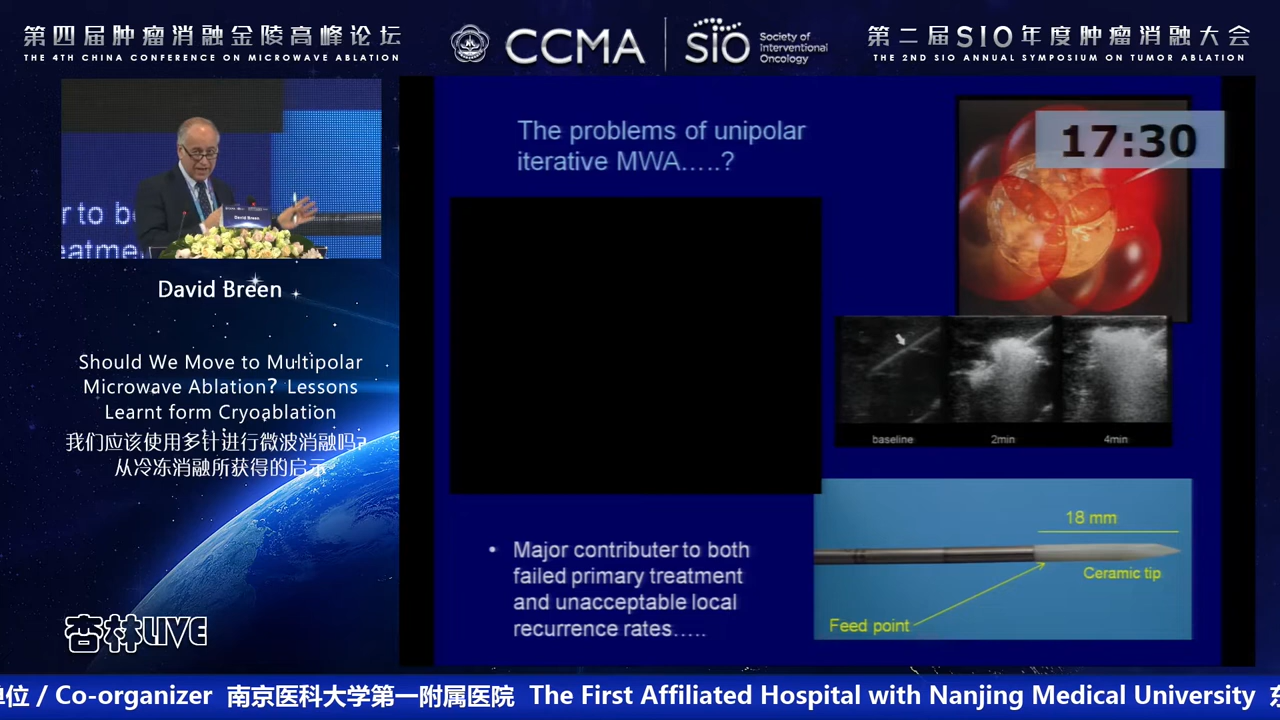 第四届肿瘤消融金陵高峰论坛
THE 4TH CHINA CONFERENCE ON MICROWAVE ABLATION
CCMA
SIO
Society of
Interventional
Oncology
第二届SIO年度肿瘤消融大会
THE 2ND SIO ANNUAL SYMPOSIUM ON TUMOR ABLATION
r to be
eatme
David Breen
David Breen
Should We Move to Multipolar
Microwave Ablation? Lessons
Learnt form Cryoablation
我们应该使用多针进行微波消融吗?
从冷冻消融所获得的启示
杏林LIVE
The problems of unipolar
iterative MWA.....?
17:30
baseline
2min
4min
18 mm
Ceramic tip
Feed point
• Major contributer to both
failed primary treatment
and unacceptable local
recurrence rates.....
单位 / Co-organizer 南京医科大学第一附属医院 The First Affiliated Hospital with Nanjing Medical University 东